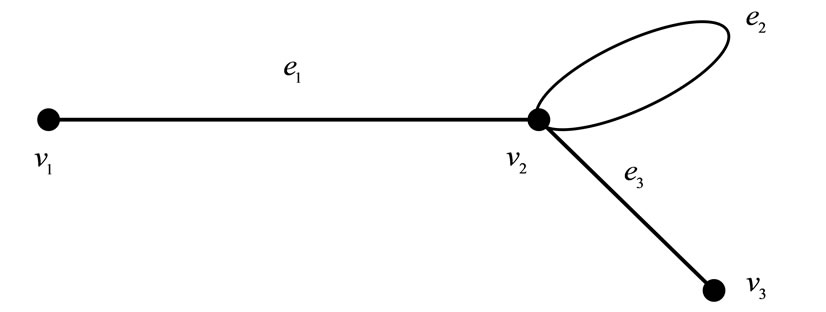 e₂
e₁
v₁
v₂
e₃
v₃